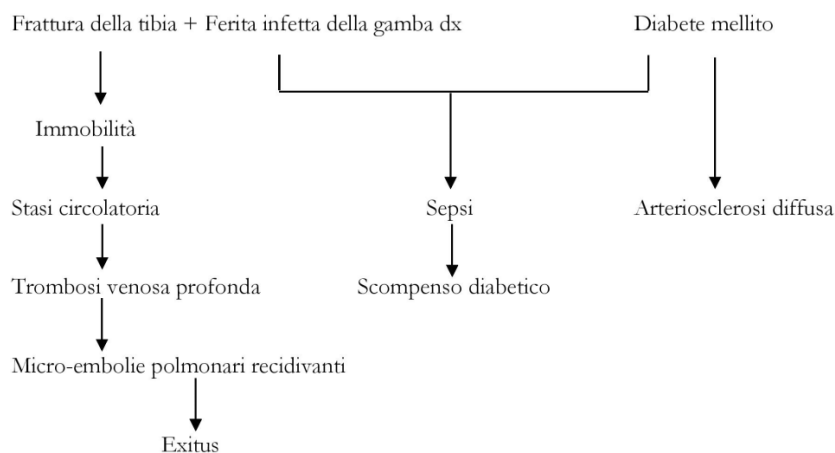 Frattura della tibia + Ferita infetta della gamba dx Diabete mellito
Immobilità
Stasi circolatoria Sepsi Arteriosclerosi diffusa
Trombosi venosa profonda Scompenso diabetico
Micro-embolie polmonari recidivanti
Exitus